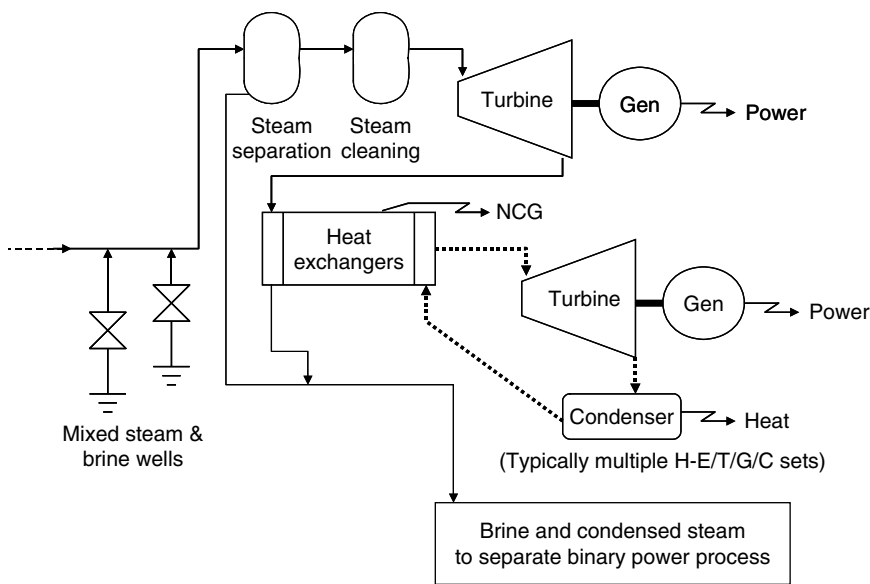 Steam
separation
Steam
cleaning
Turbine
Gen
Power
NCG
Heat
exchangers
Turbine
Gen
Power
Mixed steam &
brine wells
Condenser
Heat
(Typically multiple H-E/T/G/C sets)
Brine and condensed steam
to separate binary power process